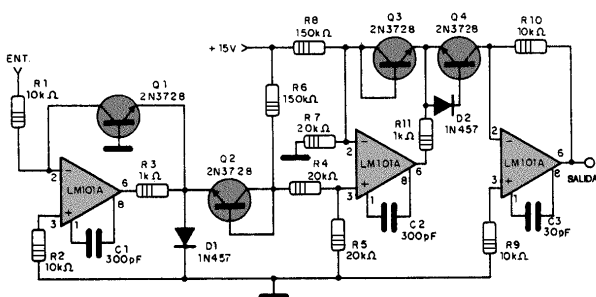 ENT.
R1
10kΩ
Q1
2N3728
2
-
LM101A
+
3
6
8
1
R2
10kΩ
C1
300pF
R3
1kΩ
D1
1N457
Q2
2N3728
+15V
R8
150kΩ
R6
150kΩ
R7
20kΩ
R4
20kΩ
R5
20kΩ
Q3
2N3728
2
-
LM101A
+
3
6
8
1
C2
300pF
R11
1kΩ
Q4
2N3728
D2
1N457
R10
10kΩ
2
-
LM101A
+
3
6
8
1
C3
30pF
R9
10kΩ
SALIDA